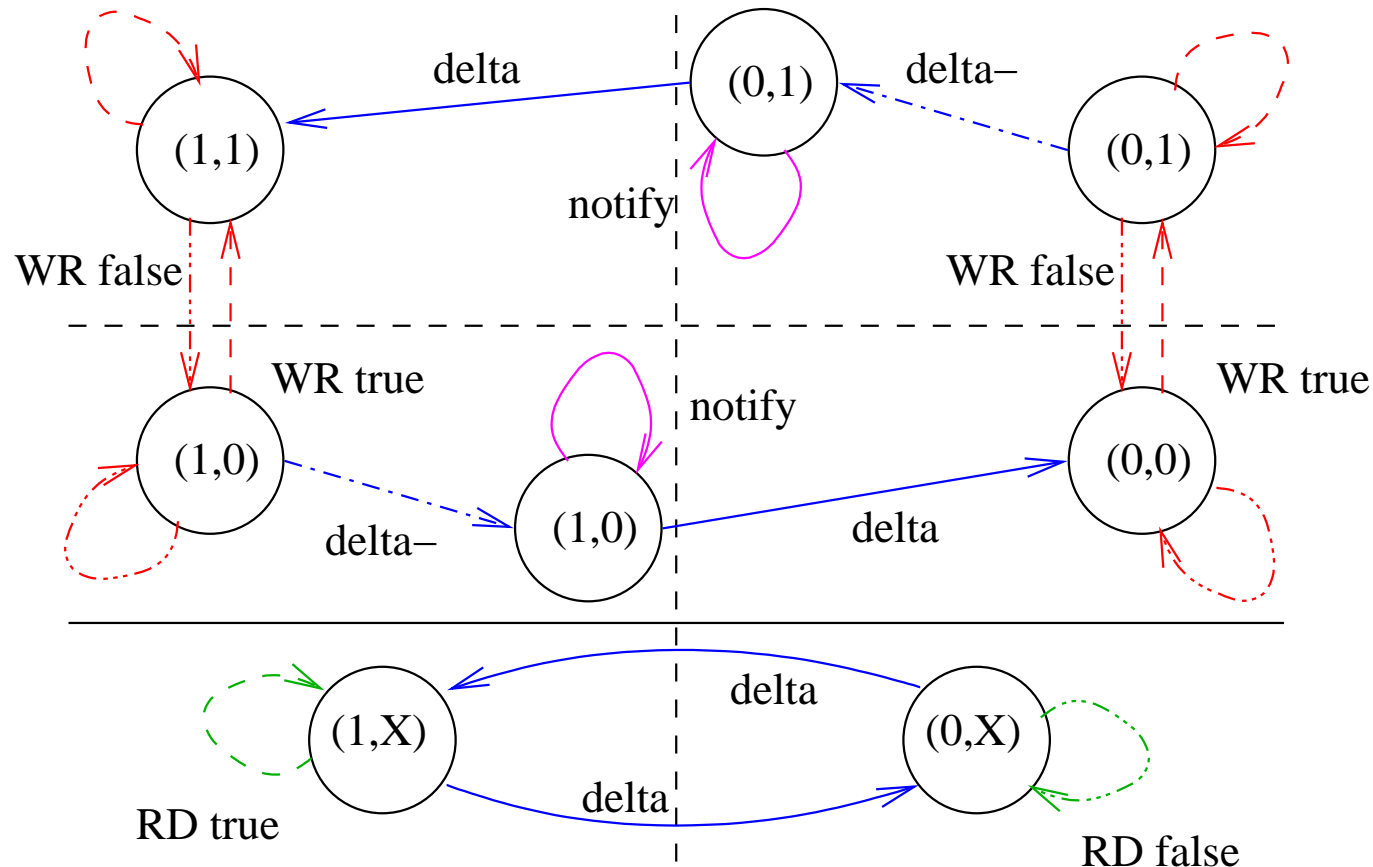 delta
(0,1)
delta−
(1,1)
(0,1)
notify
WR false
WR false
WR true
WR true
notify
(1,0)
(0,0)
delta−
(1,0)
delta
delta
(1,X)
(0,X)
delta
RD true
RD false